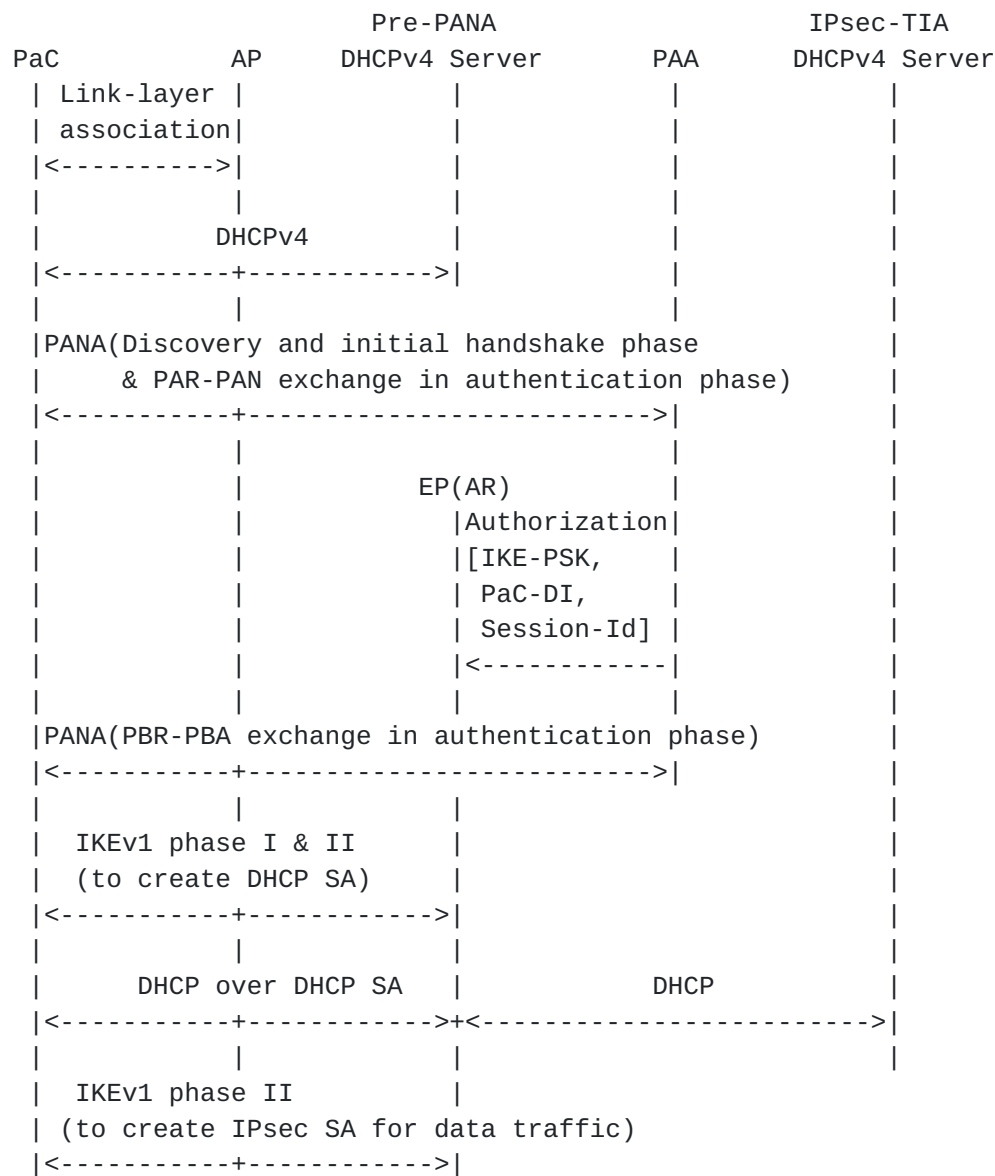 Pre-PANA                    IPsec-TIA
PaC           AP     DHCPv4 Server       PAA     DHCPv4 Server
 | Link-layer |             |             |             |
 | association|             |             |             |
 |<---------->|             |             |             |
 |            |             |             |             |
 |           DHCPv4         |             |             |
 |<-----------+------------>|             |             |
 |            |                           |             |
 |PANA(Discovery and initial handshake phase            |
 |     & PAR-PAN exchange in authentication phase)      |
 |<-----------+-------------------------->|             |
 |            |                           |             |
 |            |           EP(AR)          |             |
 |            |             |Authorization|             |
 |            |             |[IKE-PSK,    |             |
 |            |             | PaC-DI,     |             |
 |            |             | Session-Id] |             |
 |            |             |<------------|             |
 |            |             |             |             |
 |PANA(PBR-PBA exchange in authentication phase)        |
 |<-----------+-------------------------->|             |
 |            |             |                           |
 |  IKEv1 phase I & II      |                           |
 |  (to create DHCP SA)     |                           |
 |<-----------+------------>|                           |
 |            |             |                           |
 |      DHCP over DHCP SA   |            DHCP           |
 |<-----------+------------>+<------------------------->|
 |            |             |                           |
 |  IKEv1 phase II          |
 | (to create IPsec SA for data traffic)
 |<-----------+------------>|